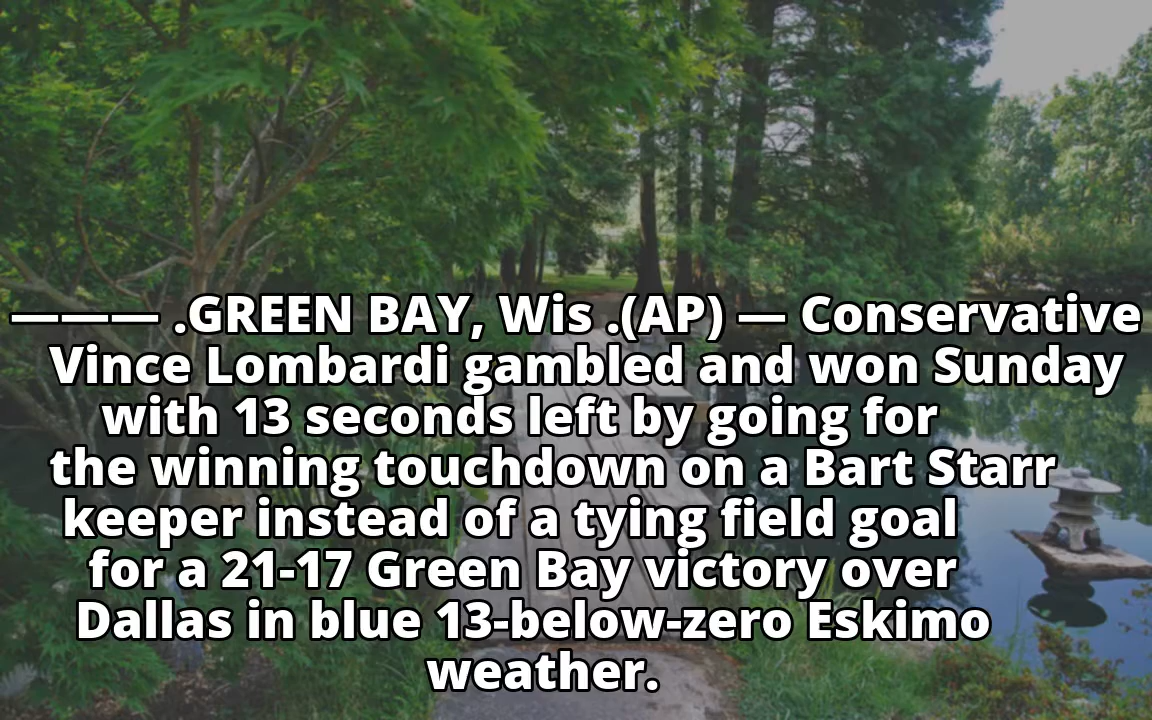 ——— .GREEN BAY, Wis .(AP) — Conservative
Vince Lombardi gambled and won Sunday
with 13 seconds left by going for
the winning touchdown on a Bart Starr
keeper instead of a tying field goal
for a 21-17 Green Bay victory over
Dallas in blue 13-below-zero Eskimo
weather.